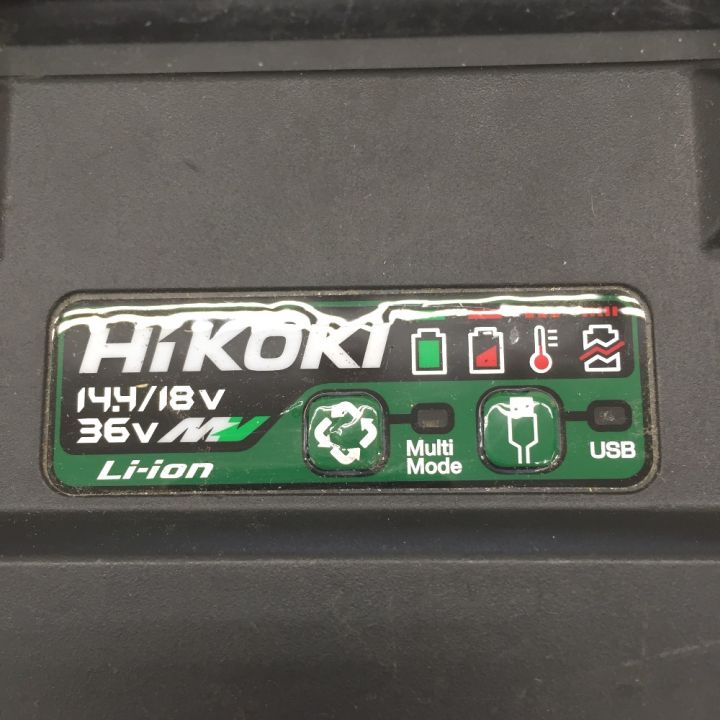 HiKOKI
14.4/18V
36V MV
Li-ion
Multi
Mode
USB